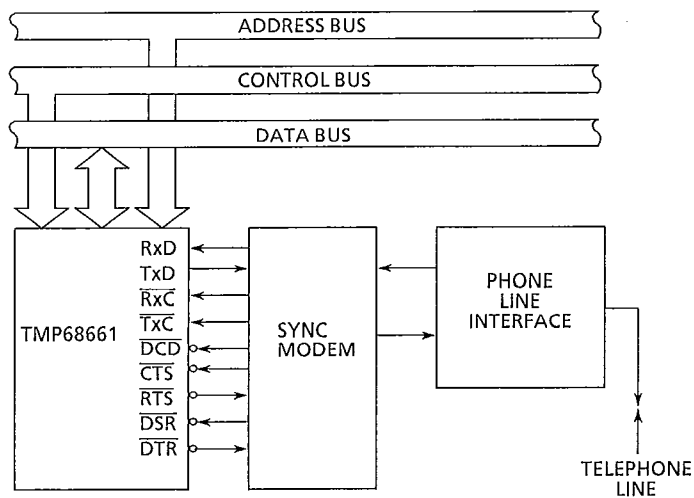 ADDRESS BUS
CONTROL BUS
DATA BUS
TMP68661
RxD
TxD
RxC
TxC
DCD
CTS
RTS
DSR
DTR
SYNC
MODEM
PHONE
LINE
INTERFACE
TELEPHONE
LINE